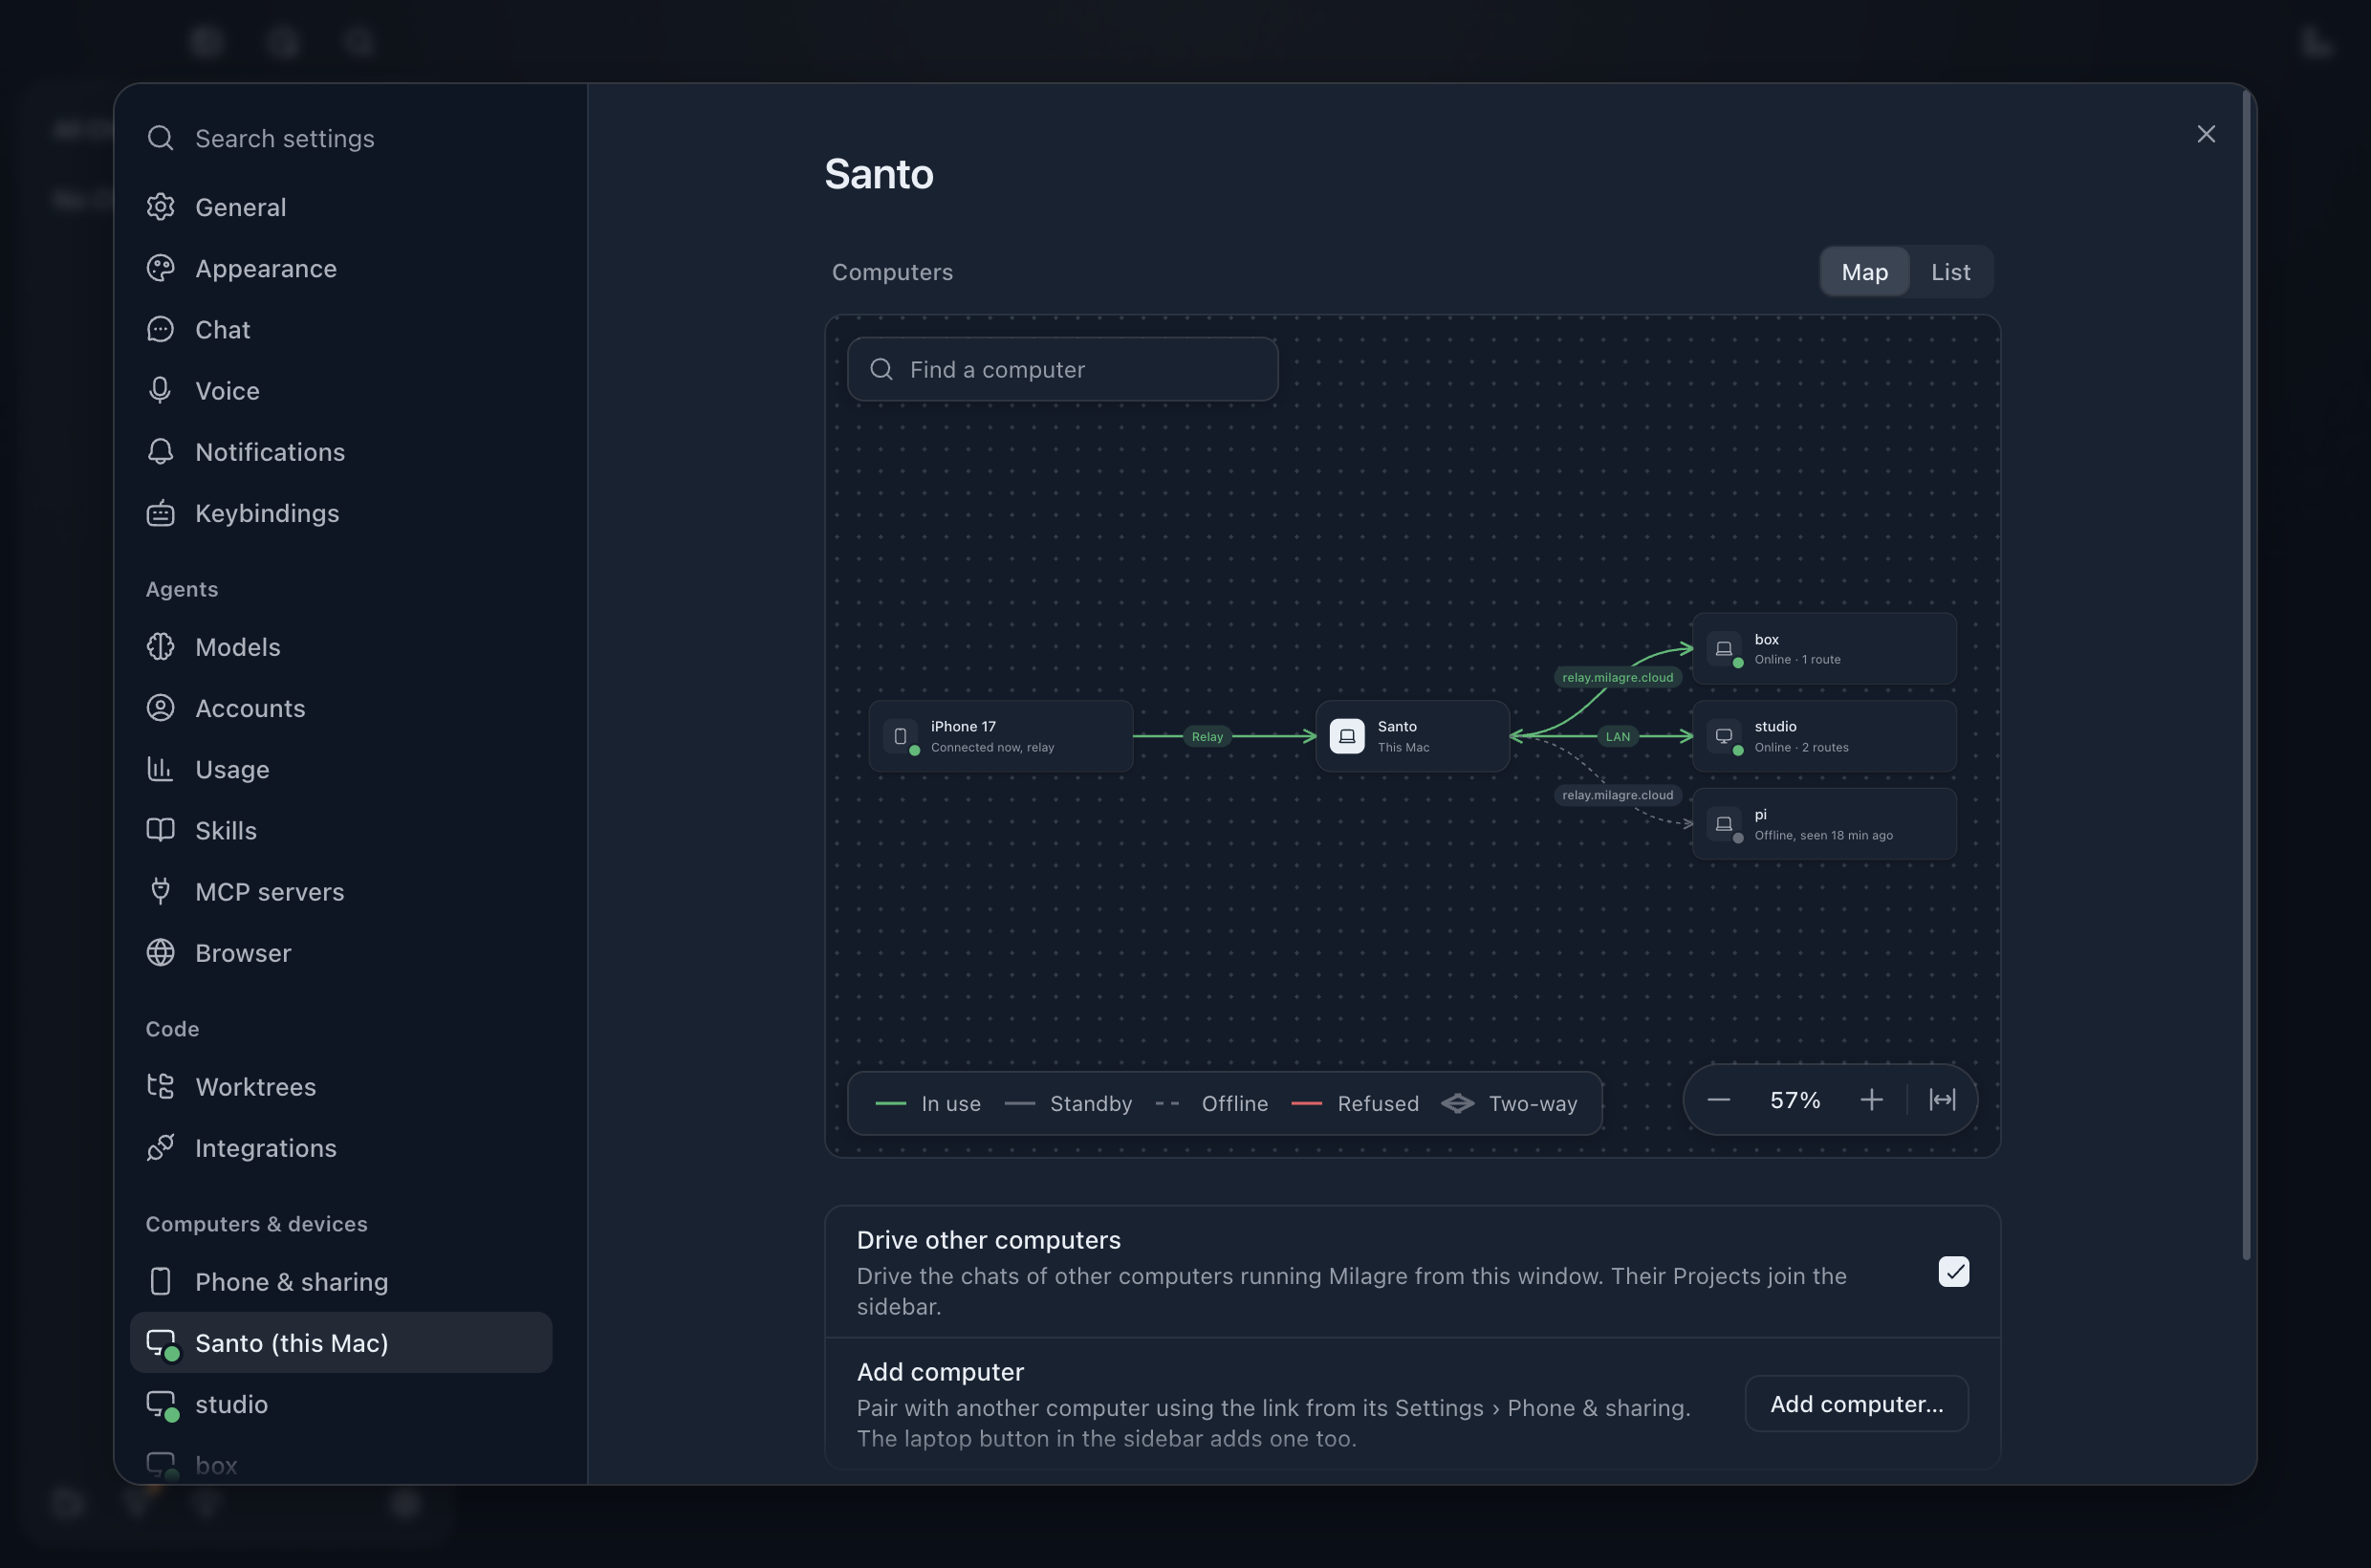 Search settings
General
Appearance
Chat
Voice
Notifications
Keybindings
Agents
Models
Accounts
Usage
Skills
MCP servers
Browser
Code
Worktrees
Integrations
Computers & devices
Phone & sharing
Santo (this Mac)
studio
box
Santo
Computers
Map
List
Find a computer
iPhone 17
Connected now, relay
Relay
Santo
This Mac
relay.milagre.cloud
LAN
relay.milagre.cloud
box
Online · 1 route
studio
Online · 2 routes
pi
Offline, seen 18 min ago
In use
Standby
Offline
Refused
Two-way
57%
Drive other computers
Drive the chats of other computers running Milagre from this window. Their Projects join the
sidebar.
Add computer
Pair with another computer using the link from its Settings › Phone & sharing.
The laptop button in the sidebar adds one too.
Add computer...